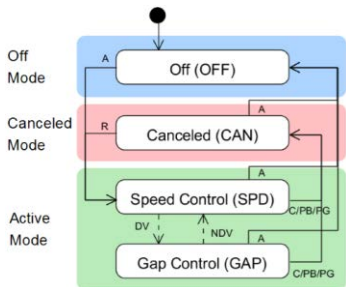 Off
Mode
A
Off (OFF)
A
Canceled
Mode
R
Canceled (CAN)
A
Active
Mode
Speed Control (SPD)
C/PB/PG
DV
NDV
A
Gap Control (GAP)
C/PB/PG